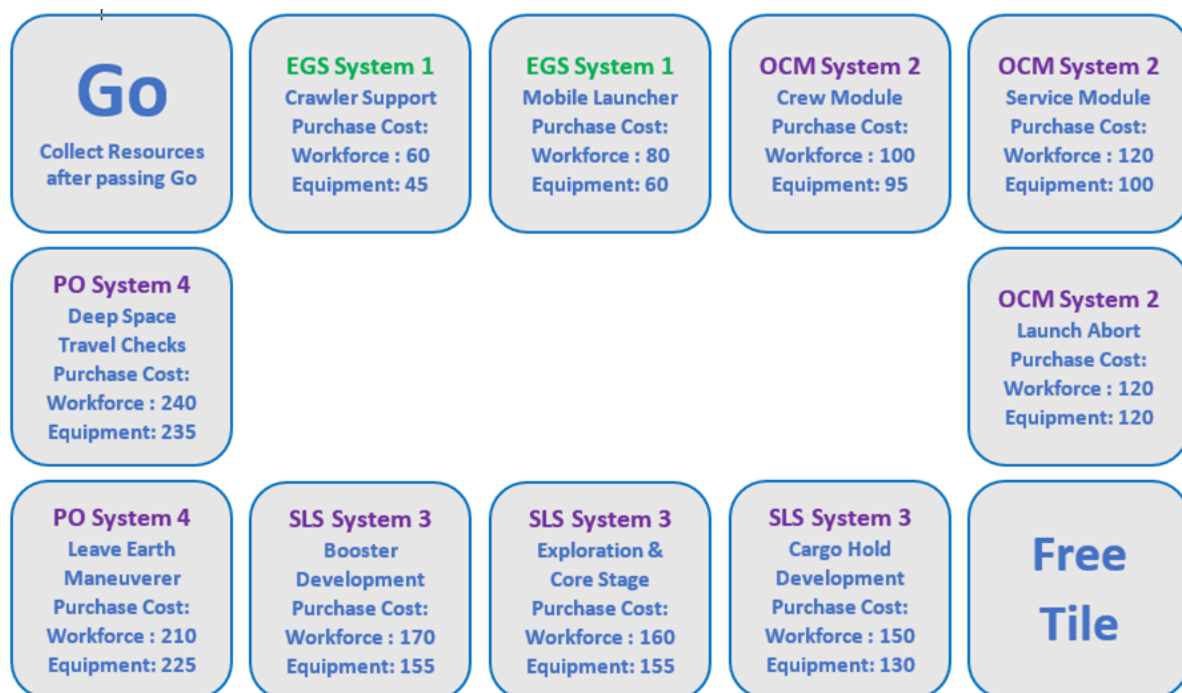 Go
Collect Resources
after passing Go
EGS System 1
Crawler Support
Purchase Cost:
Workforce : 60
Equipment: 45
EGS System 1
Mobile Launcher
Purchase Cost:
Workforce : 80
Equipment: 60
OCM System 2
Crew Module
Purchase Cost:
Workforce : 100
Equipment: 95
OCM System 2
Service Module
Purchase Cost:
Workforce : 120
Equipment: 100
PO System 4
Deep Space
Travel Checks
Purchase Cost:
Workforce : 240
Equipment: 235
OCM System 2
Launch Abort
Purchase Cost:
Workforce : 120
Equipment: 120
PO System 4
Leave Earth
Maneuverer
Purchase Cost:
Workforce : 210
Equipment: 225
SLS System 3
Booster
Development
Purchase Cost:
Workforce : 170
Equipment: 155
SLS System 3
Exploration &
Core Stage
Purchase Cost:
Workforce : 160
Equipment: 155
SLS System 3
Cargo Hold
Development
Purchase Cost:
Workforce : 150
Equipment: 130
Free
Tile